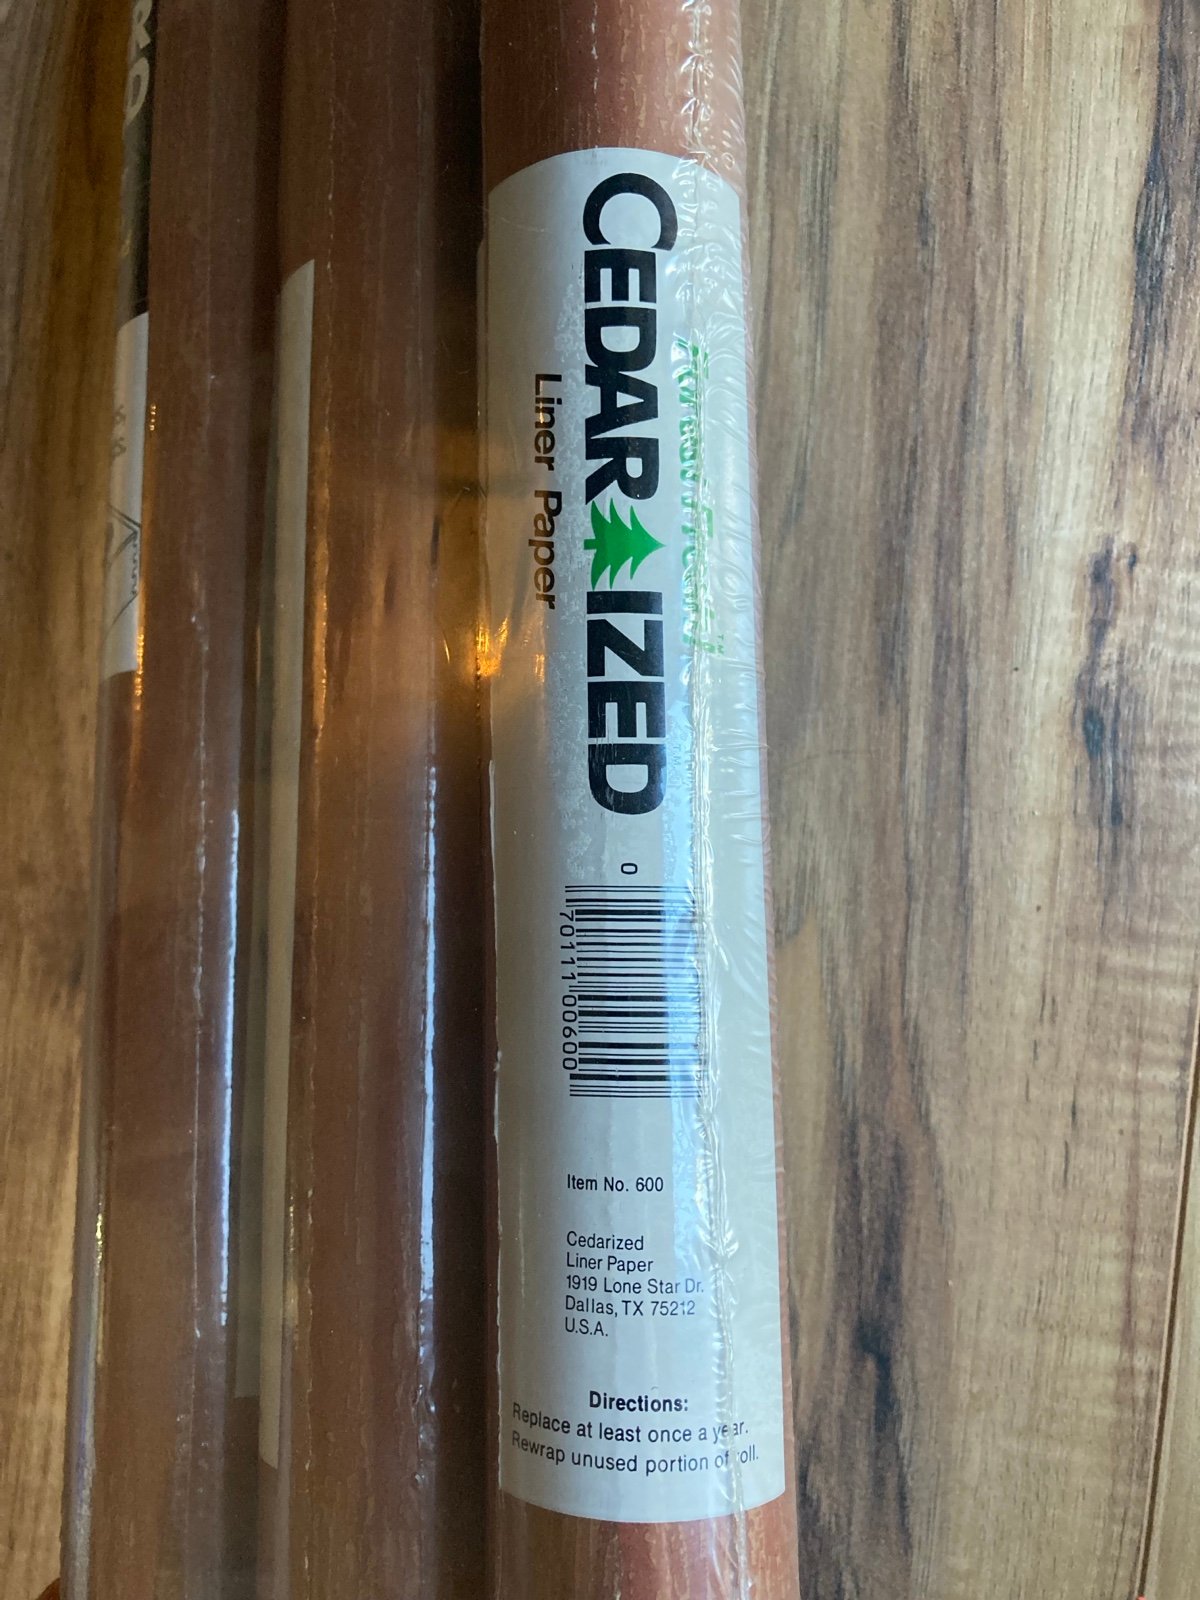 CEDARIZED
Liner Paper
0
70111 00600
Item No. 600
Cedarized
Liner Paper
1919 Lone Star Dr.
Dallas, TX 75212
U.S.A.
Directions:
Replace at least once a year.
Rewrap unused portion of roll.